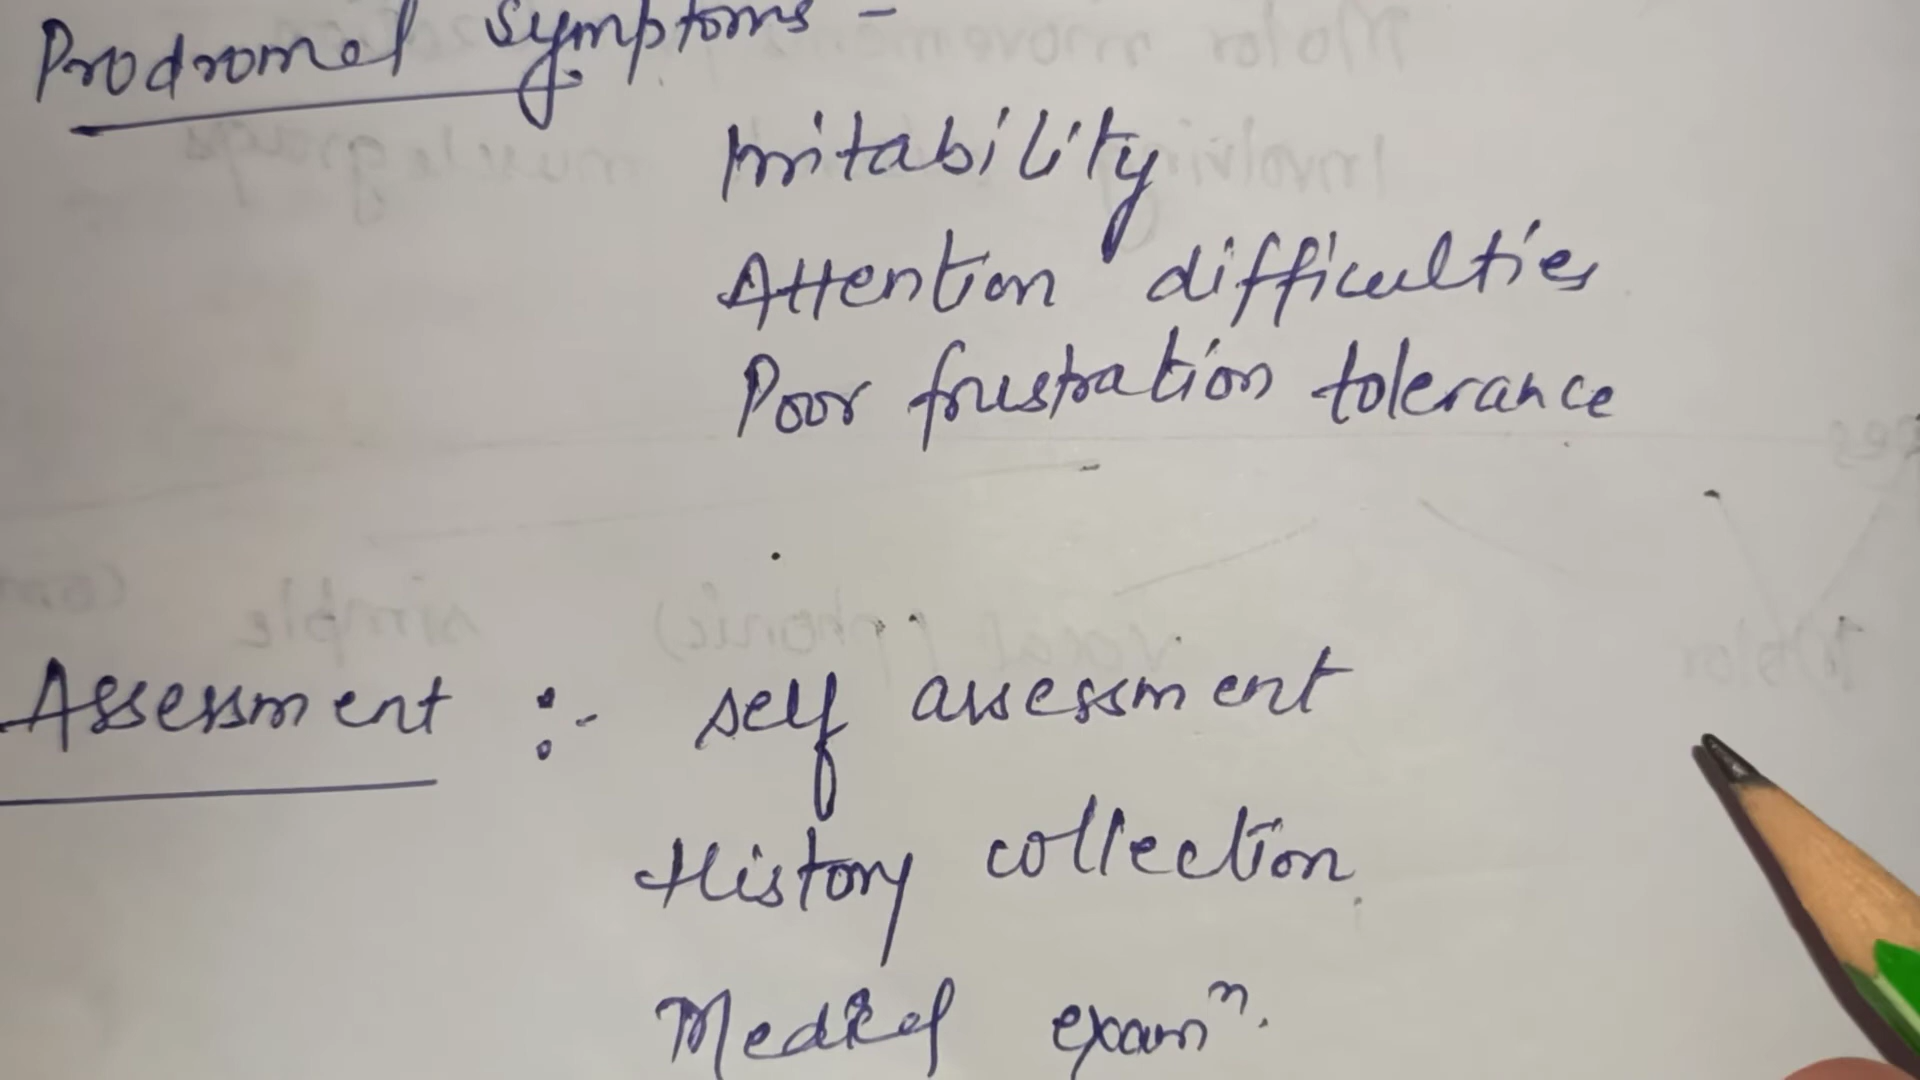 Prodromal symptoms -
Irritability
Attention difficulties
Poor frustration tolerance
Assessment :- self assessment
History collection
Medical examⁿ.